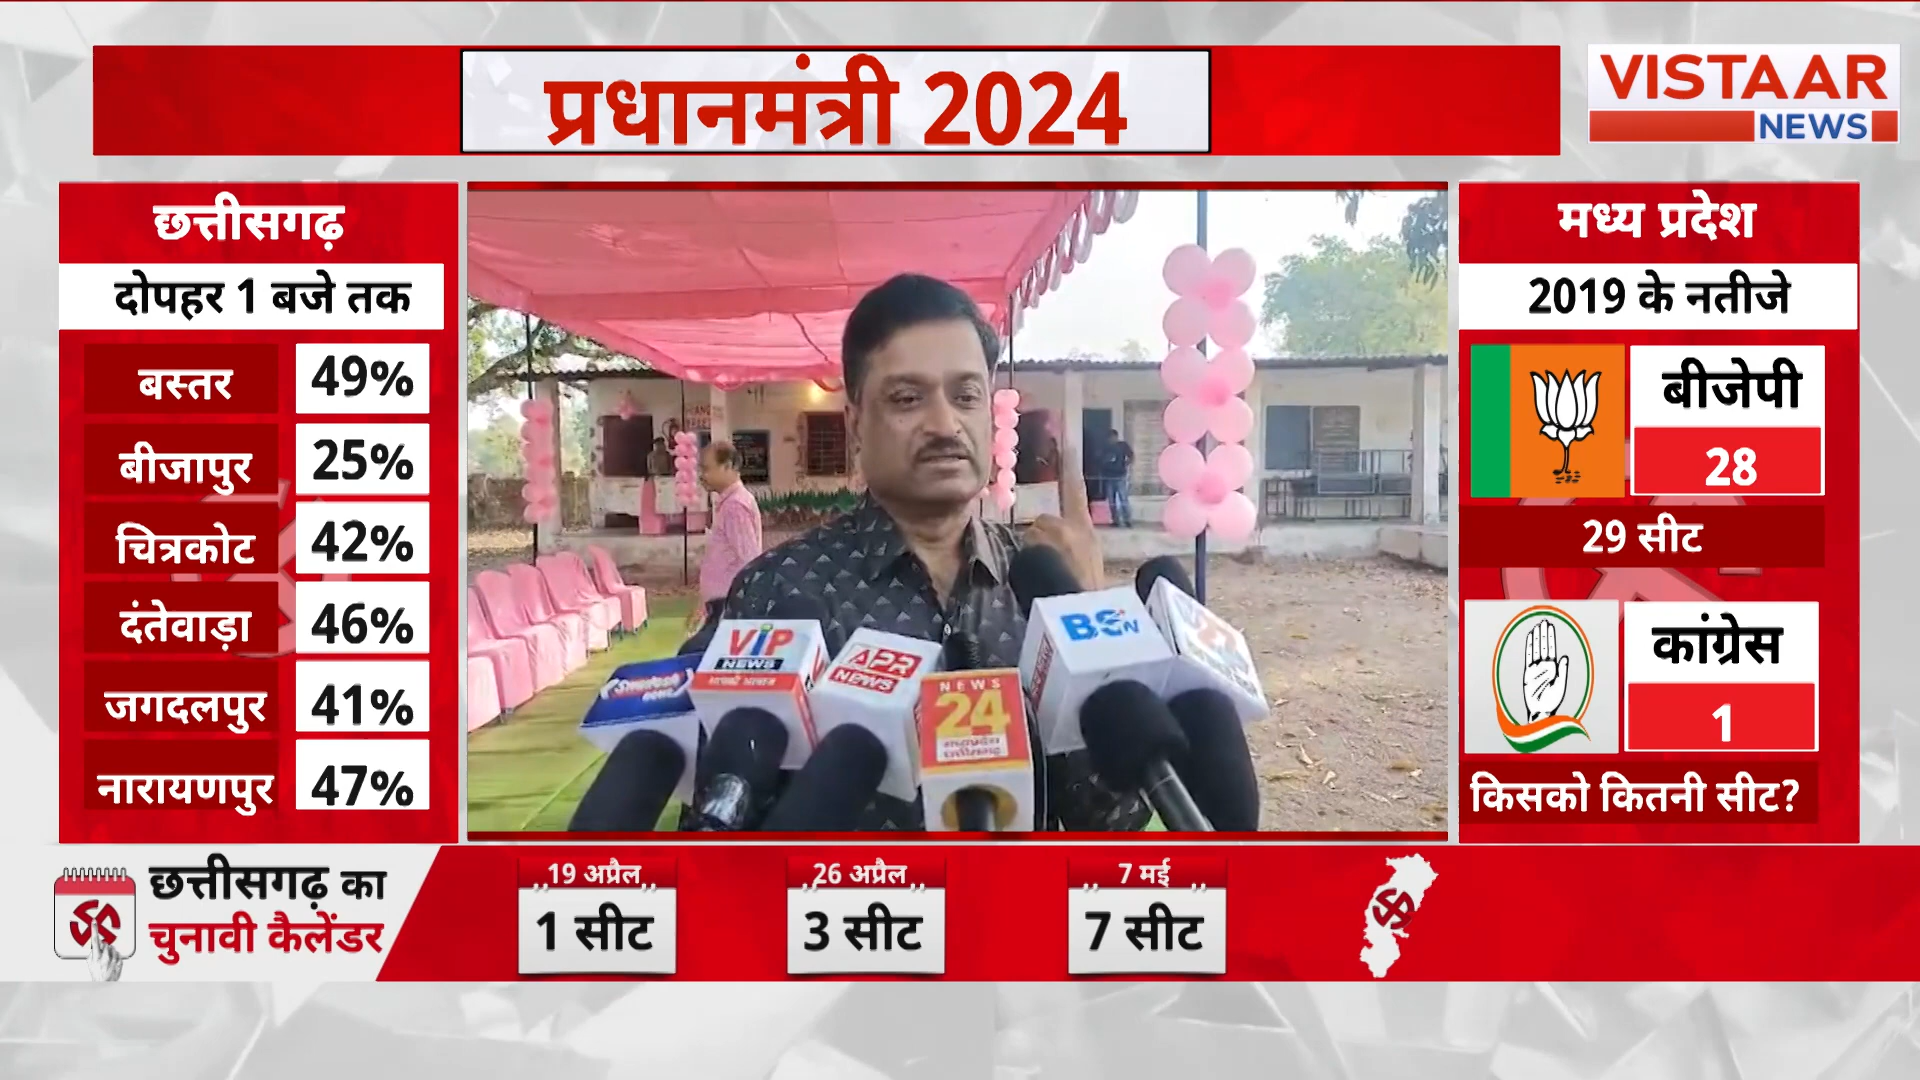 प्रधानमंत्री 2024
VISTAAR
NEWS
छत्तीसगढ़
दोपहर 1 बजे तक
बस्तर 49%
बीजापुर 25%
चित्रकोट 42%
दंतेवाड़ा 46%
जगदलपुर 41%
नारायणपुर 47%
VIP
NEWS
APR
NEWS
NEWS
24
मध्य प्रदेश
2019 के नतीजे
बीजेपी
28
29 सीट
कांग्रेस
1
किसको कितनी सीट?
छत्तीसगढ़ का
चुनावी कैलेंडर
19 अप्रैल
1 सीट
26 अप्रैल
3 सीट
7 मई
7 सीट